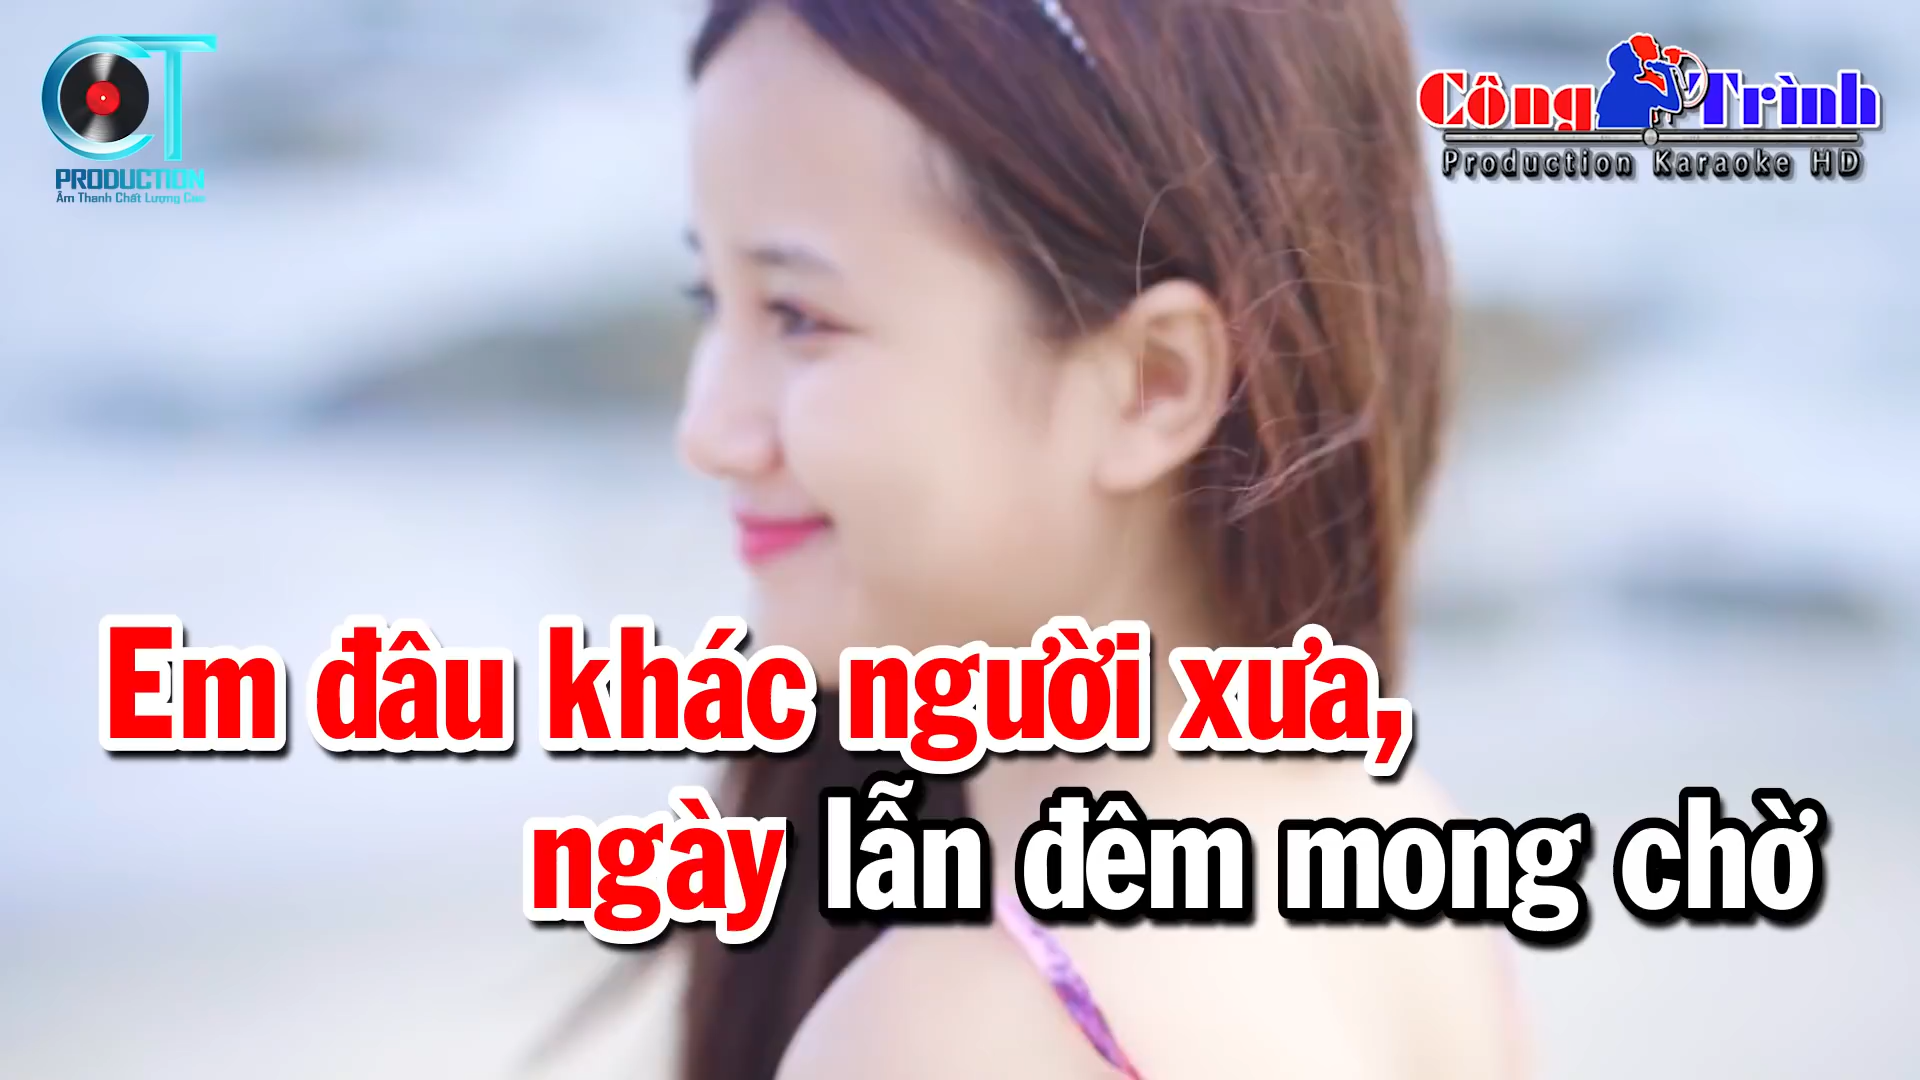 CT
PRODUCTION
Âm Thanh Chất Lượng Cao
Công Trình
Production Karaoke HD
Em đâu khác người xưa,
ngày lẫn đêm mong chờ